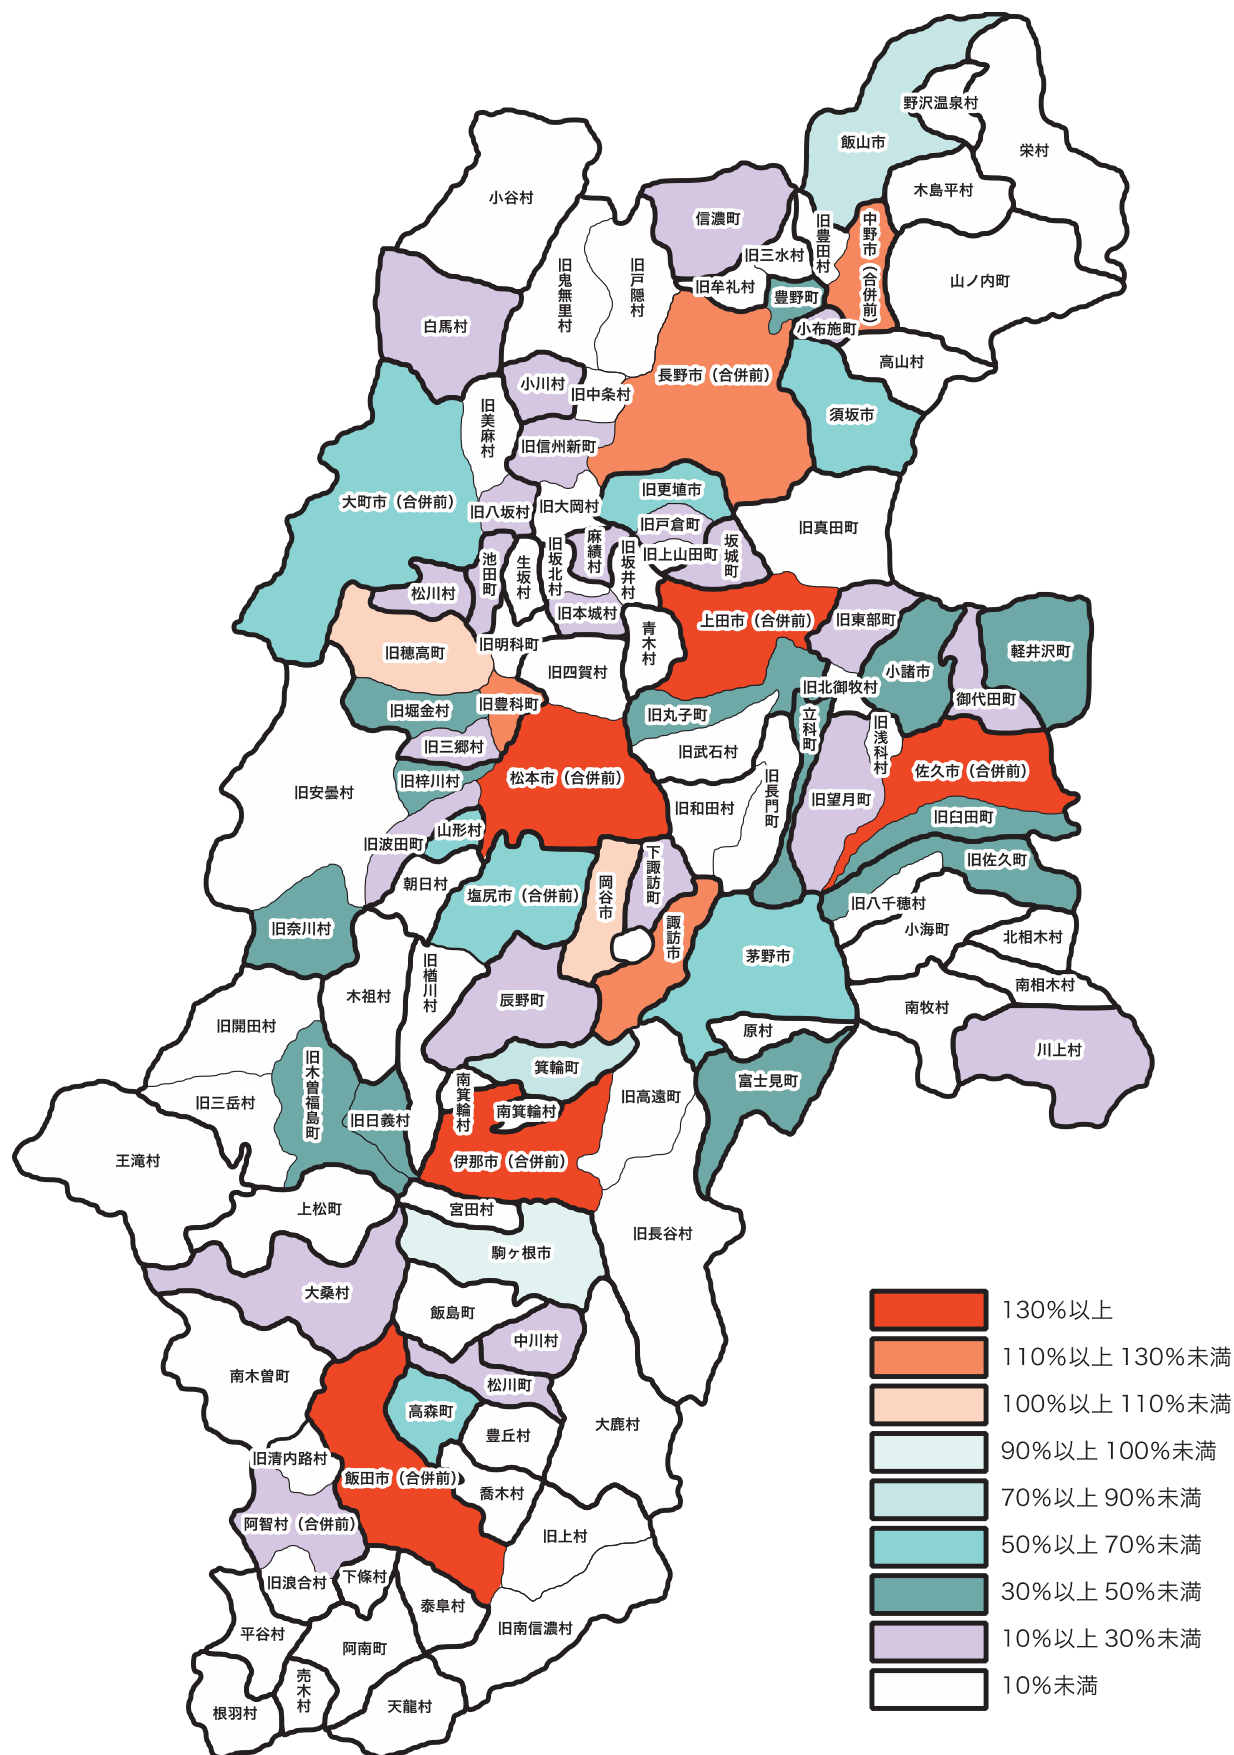 野沢温泉村
飯山市
栄村
木島平村
小谷村
信濃町
旧豊田村
中野市（合併前）
旧三水村
旧鬼無里村
旧戸隠村
旧牟礼村
豊野町
山ノ内町
白馬村
小布施町
高山村
長野市（合併前）
小川村
旧中条村
須坂市
旧美麻村
旧信州新町
旧更埴市
大町市（合併前）
旧八坂村
旧大岡村
旧戸倉町
旧真田町
麻績村
坂城町
旧上山田町
旧坂北村
旧坂井村
池田町
生坂村
松川村
旧本城村
上田市（合併前）
旧東部町
青木村
旧明科町
旧穂高町
軽井沢町
旧四賀村
小諸市
旧北御牧村
御代田町
旧堀金村
旧豊科町
旧丸子町
立科町
旧三郷村
旧武石村
旧浅科村
佐久市（合併前）
旧梓川村
松本市（合併前）
旧安曇村
旧長門町
旧望月町
旧和田村
旧臼田町
山形村
旧波田町
旧佐久町
下諏訪町
朝日村
塩尻市（合併前）
岡谷市
旧八千穂村
旧奈川村
諏訪市
小海町
北相木村
茅野市
旧楢川村
南相木村
木祖村
辰野町
南牧村
旧開田村
原村
川上村
箕輪町
富士見町
旧木曽福島町
旧三岳村
旧日義村
南箕輪村
南箕輪村
旧高遠町
王滝村
伊那市（合併前）
上松町
宮田村
旧長谷村
駒ヶ根市
大桑村
飯島町
中川村
南木曽町
松川町
高森町
豊丘村
大鹿村
旧清内路村
飯田市（合併前）
喬木村
阿智村（合併前）
旧上村
旧浪合村
下條村
泰阜村
旧南信濃村
平谷村
阿南町
売木村
根羽村
天龍村
130%以上
110%以上 130%未満
100%以上 110%未満
90%以上 100%未満
70%以上 90%未満
50%以上 70%未満
30%以上 50%未満
10%以上 30%未満
10%未満